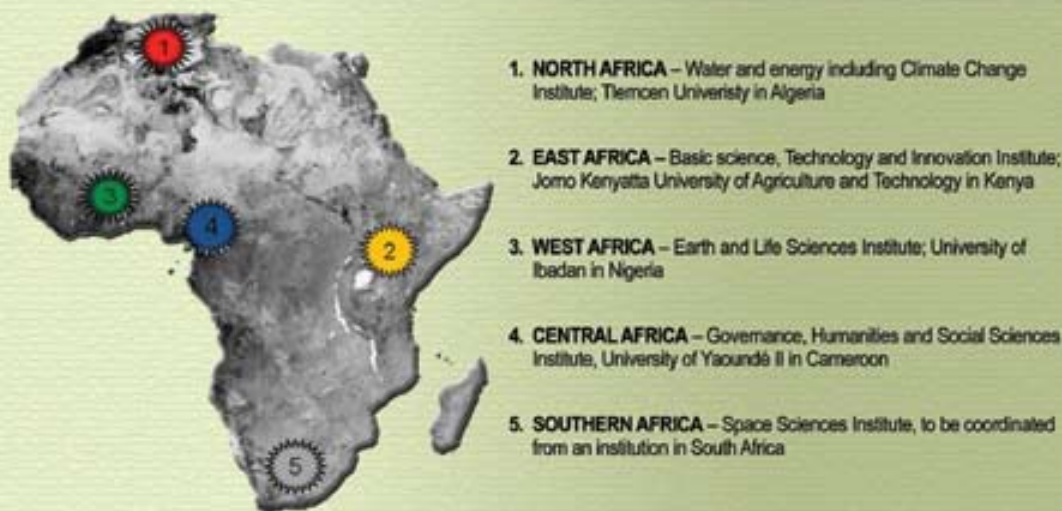 1
3
4
2
5
1. NORTH AFRICA – Water and energy including Climate Change
Institute; Tlemcen Univeristy in Algeria
2. EAST AFRICA – Basic science, Technology and Innovation Institute;
Jomo Kenyatta University of Agriculture and Technology in Kenya
3. WEST AFRICA – Earth and Life Sciences Institute; University of
Ibadan in Nigeria
4. CENTRAL AFRICA – Governance, Humanities and Social Sciences
Institute, University of Yaoundé II in Cameroon
5. SOUTHERN AFRICA – Space Sciences Institute, to be coordinated
from an institution in South Africa